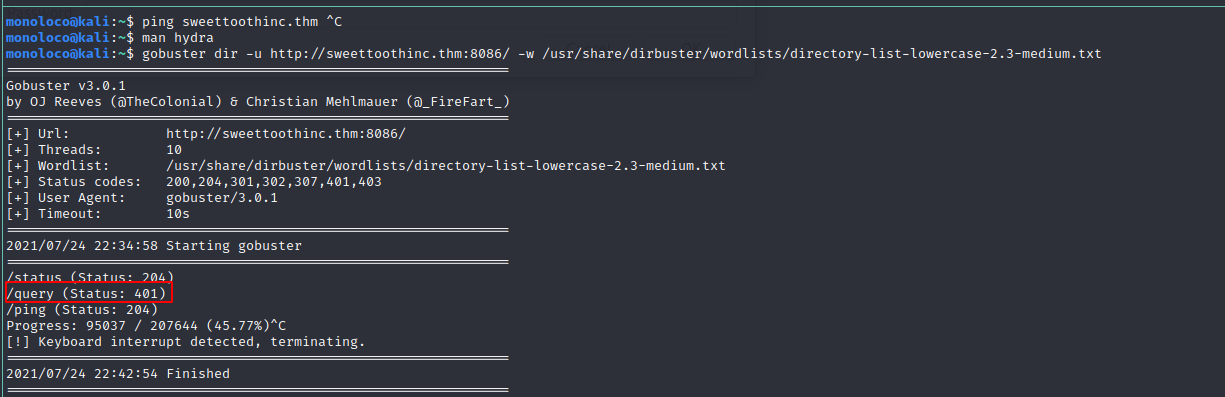 monoloco@kali:~$ ping sweettoothinc.thm ^C
monoloco@kali:~$ man hydra
monoloco@kali:~$ gobuster dir -u http://sweettoothinc.thm:8086/ -w /usr/share/dirbuster/wordlists/directory-list-lowercase-2.3-medium.txt
===============================================================
Gobuster v3.0.1
by OJ Reeves (@TheColonial) & Christian Mehlmauer (@_FireFart_)
===============================================================
[+] Url:            http://sweettoothinc.thm:8086/
[+] Threads:        10
[+] Wordlist:       /usr/share/dirbuster/wordlists/directory-list-lowercase-2.3-medium.txt
[+] Status codes:   200,204,301,302,307,401,403
[+] User Agent:     gobuster/3.0.1
[+] Timeout:        10s
===============================================================
2021/07/24 22:34:58 Starting gobuster
===============================================================
/status (Status: 204)
/query (Status: 401)
/ping (Status: 204)
Progress: 95037 / 207644 (45.77%)^C
[!] Keyboard interrupt detected, terminating.
===============================================================
2021/07/24 22:42:54 Finished
===============================================================